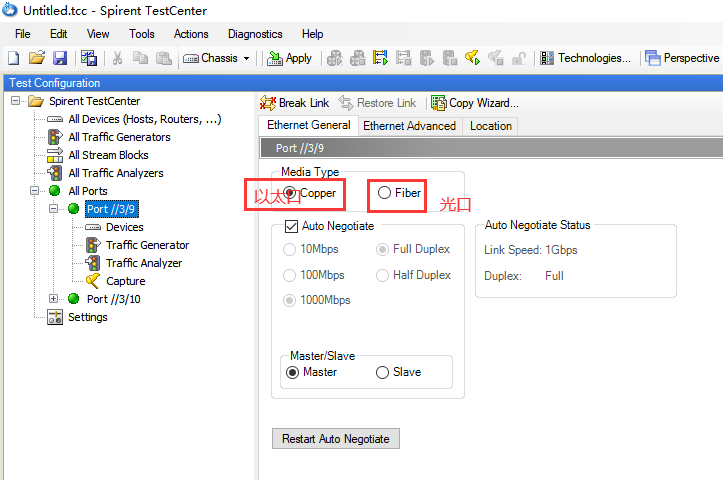 Untitled.tcc - Spirent TestCenter
File Edit View Tools Actions Diagnostics Help
Chassis Apply Technologies... Perspective
Test Configuration
Spirent TestCenter
All Devices (Hosts, Routers, ...)
All Traffic Generators
All Stream Blocks
All Traffic Analyzers
All Ports
Port //3/9
Devices
Traffic Generator
Traffic Analyzer
Capture
Port //3/10
Settings
Break Link Restore Link Copy Wizard...
Ethernet General Ethernet Advanced Location
Port //3/9
Media Type
Copper 以太口 Fiber 光口
Auto Negotiate
10Mbps Full Duplex
100Mbps Half Duplex
1000Mbps
Master/Slave
Master Slave
Auto Negotiate Status
Link Speed: 1Gbps
Duplex: Full
Restart Auto Negotiate